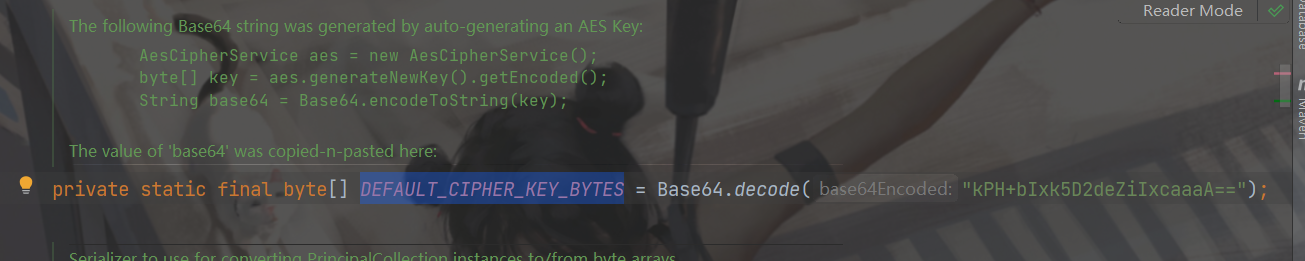 Reader Mode
The following Base64 string was generated by auto-generating an AES Key:
AesCipherService aes = new AesCipherService();
byte[] key = aes.generateNewKey().getEncoded();
String base64 = Base64.encodeToString(key);
The value of 'base64' was copied-n-pasted here:
private static final byte[] DEFAULT_CIPHER_KEY_BYTES = Base64.decode( base64Encoded: "kPH+bIxk5D2deZiIxcaaaA==");
Serializer to use for converting PrincipalCollection instances to/from byte arrays
Maven